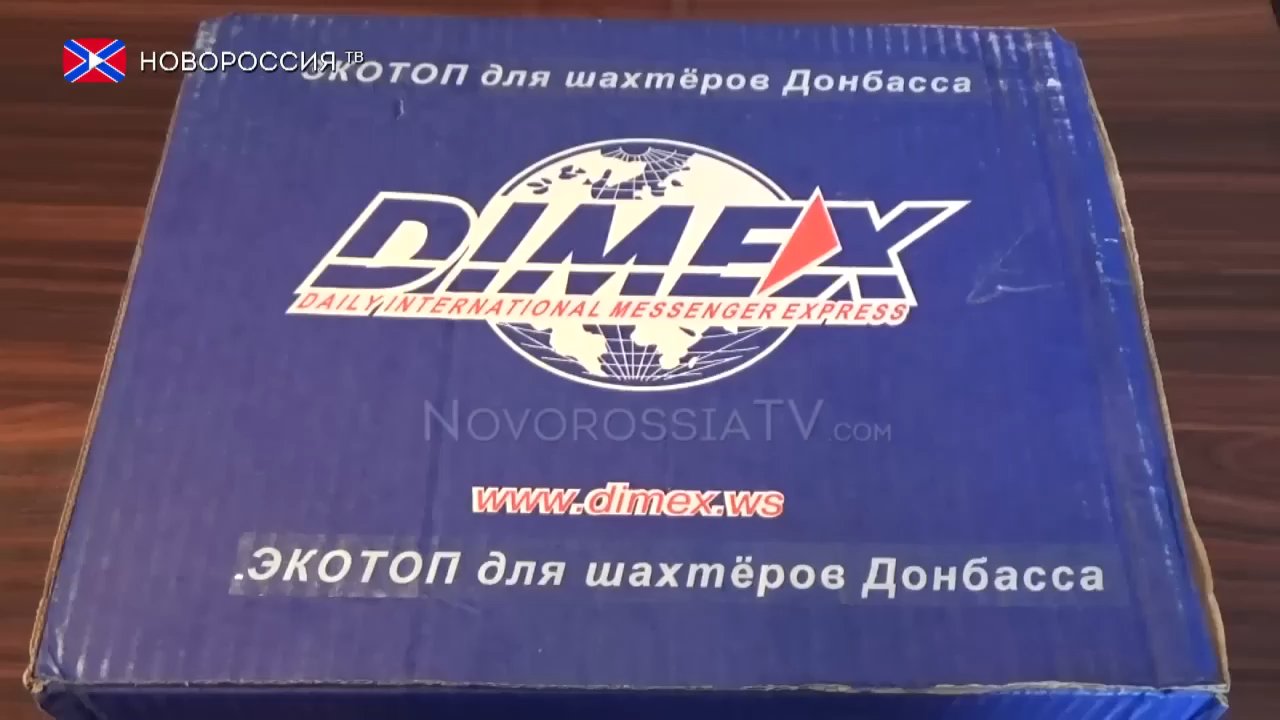 НОВОРОССИЯ ТВ
ЭКОТОП для шахтёров Донбасса
DIMEX
DAILY INTERNATIONAL MESSENGER EXPRESS
NOVOROSSIATV.COM
www.dimex.ws
.ЭКОТОП для шахтёров Донбасса